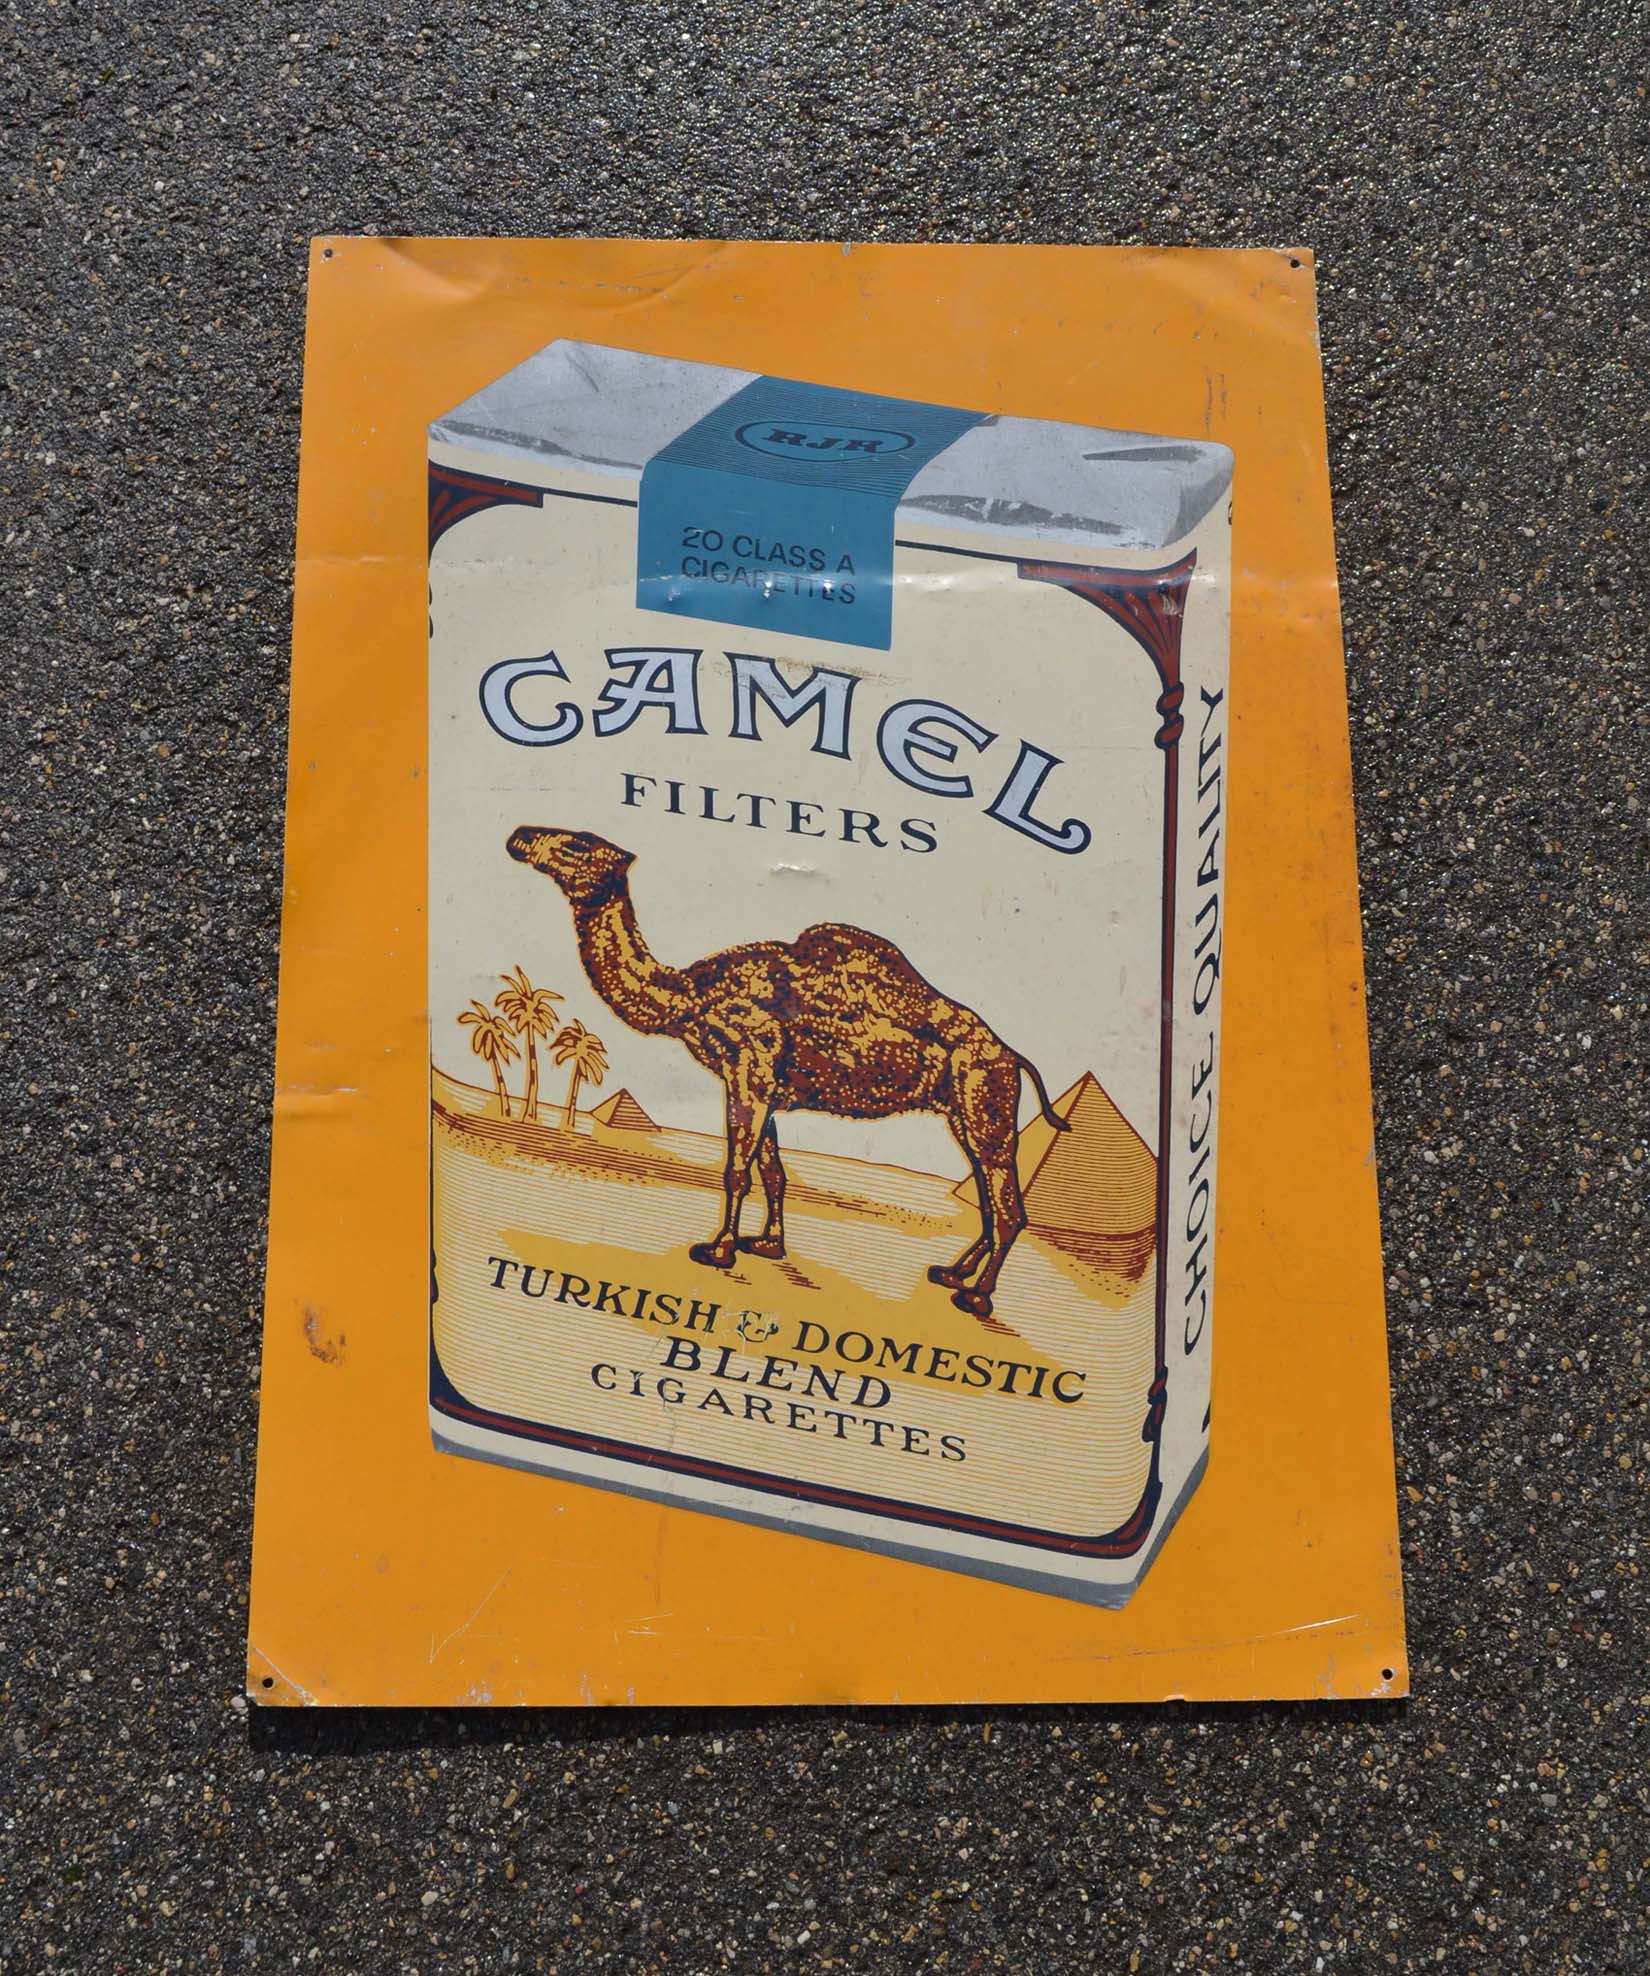 RJR
20 CLASS A
CIGARETTES
CAMEL
FILTERS
TURKISH & DOMESTIC
BLEND
CIGARETTES
CHOICE QUALITY